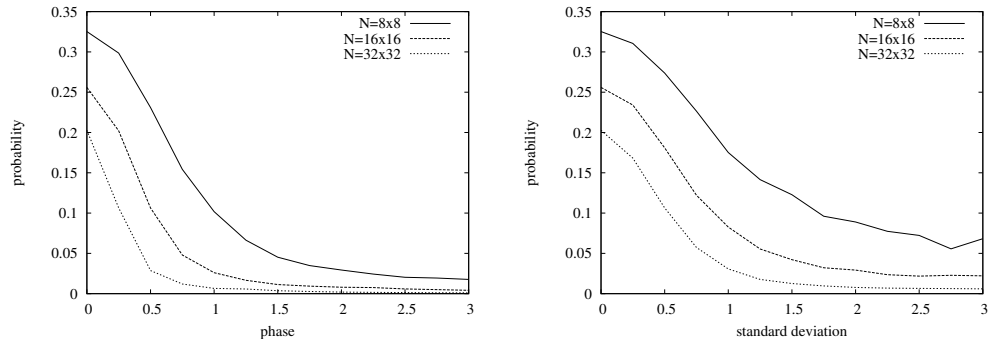 0.35
0.3
0.25
0.2
0.15
0.1
0.05
0
probability
N=8x8
N=16x16
N=32x32
0 0.5 1 1.5 2 2.5 3
phase
0.35
0.3
0.25
0.2
0.15
0.1
0.05
0
probability
N=8x8
N=16x16
N=32x32
0 0.5 1 1.5 2 2.5 3
standard deviation